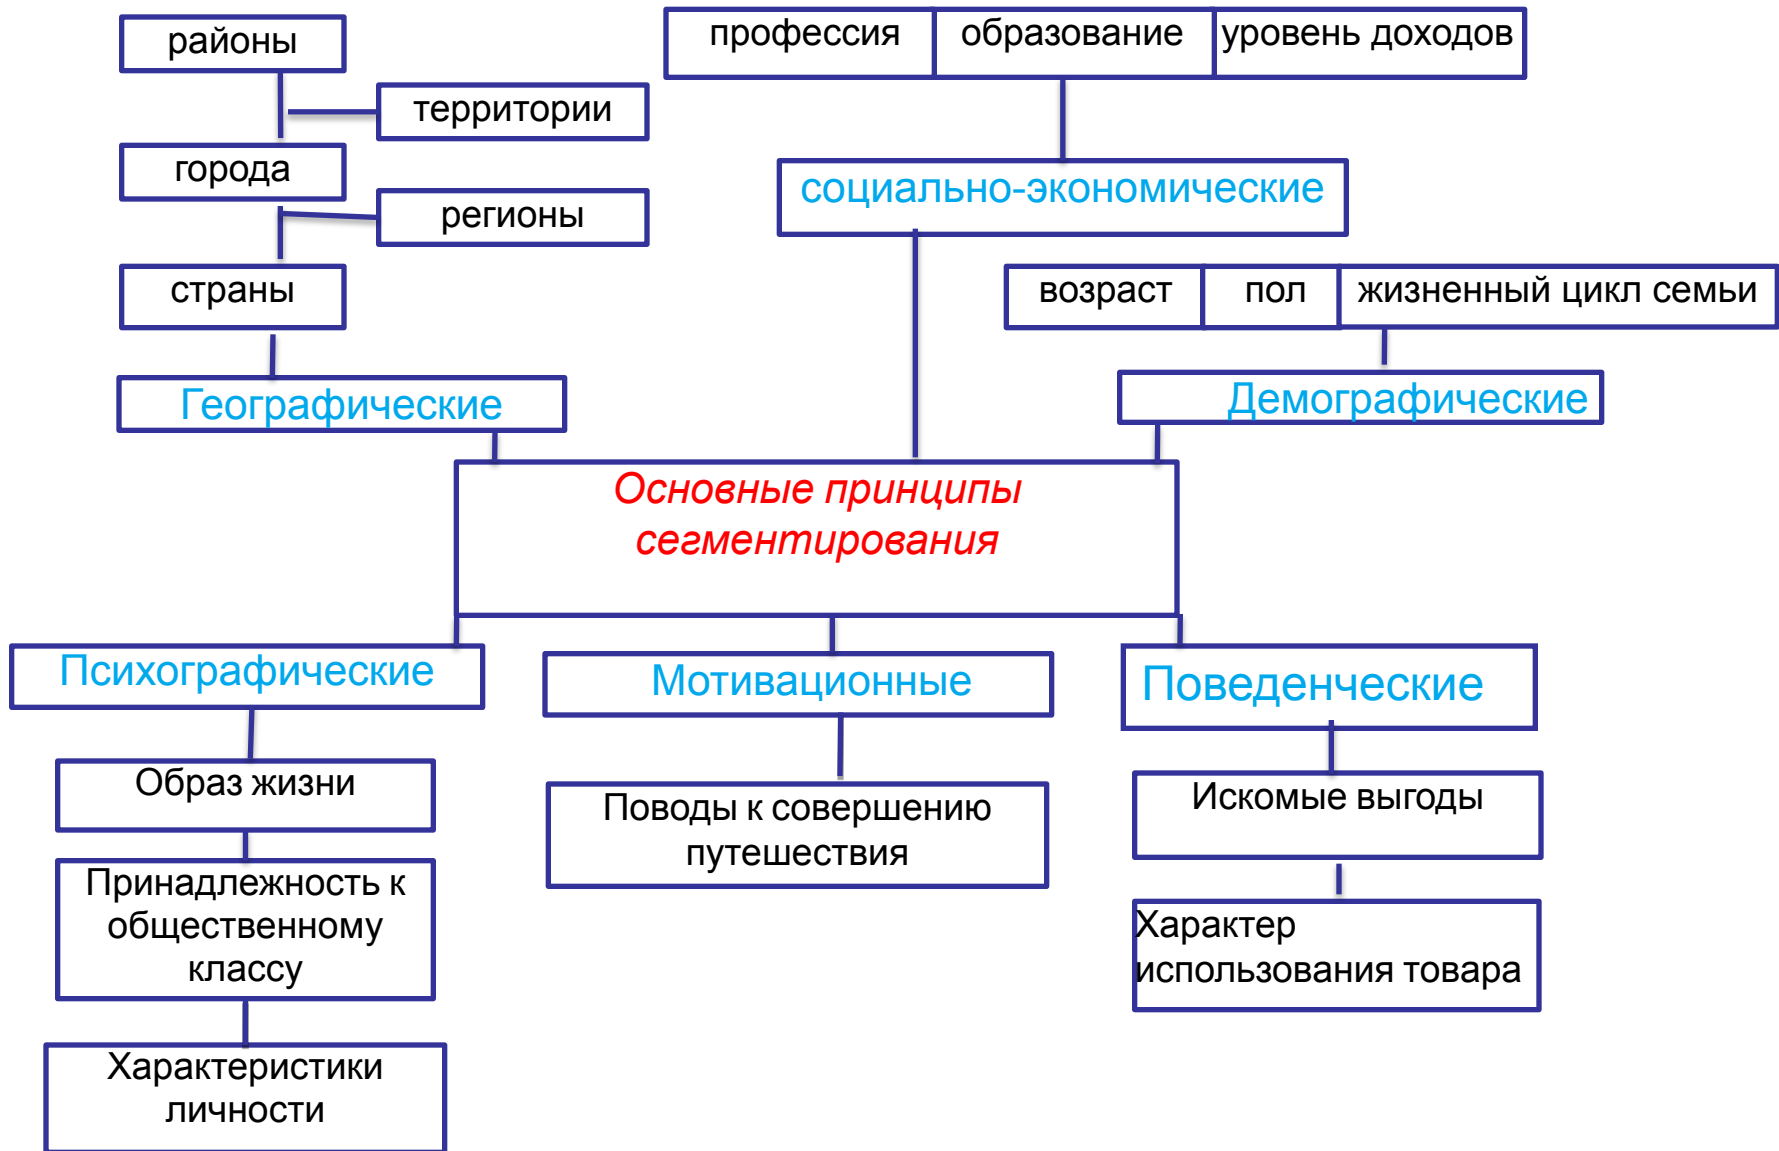 районы
территории
города
регионы
страны
Географические
профессия
образование
уровень доходов
социально-экономические
возраст
пол
жизненный цикл семьи
Демографические
Основные принципы
сегментирования
Психографические
Образ жизни
Принадлежность к
общественному
классу
Характеристики
личности
Мотивационные
Поводы к совершению
путешествия
Поведенческие
Искомые выгоды
Характер
использования товара